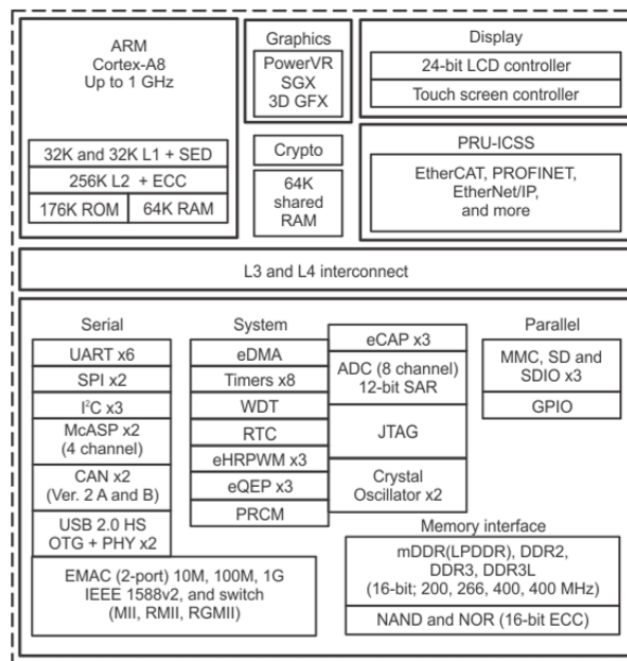 ARM
Cortex-A8
Up to 1 GHz
32K and 32K L1 + SED
256K L2 + ECC
176K ROM
64K RAM
Graphics
PowerVR
SGX
3D GFX
Crypto
64K
shared
RAM
Display
24-bit LCD controller
Touch screen controller
PRU-ICSS
EtherCAT, PROFINET,
EtherNet/IP,
and more
L3 and L4 interconnect
Serial
UART x6
SPI x2
I²C x3
McASP x2
(4 channel)
CAN x2
(Ver. 2 A and B)
USB 2.0 HS
OTG + PHY x2
EMAC (2-port) 10M, 100M, 1G
IEEE 1588v2, and switch
(MII, RMII, RGMII)
System
eDMA
Timers x8
WDT
RTC
eHRPWM x3
eQEP x3
PRCM
eCAP x3
ADC (8 channel)
12-bit SAR
JTAG
Crystal
Oscillator x2
Parallel
MMC, SD and
SDIO x3
GPIO
Memory interface
mDDR(LPDDR), DDR2,
DDR3, DDR3L
(16-bit; 200, 266, 400, 400 MHz)
NAND and NOR (16-bit ECC)